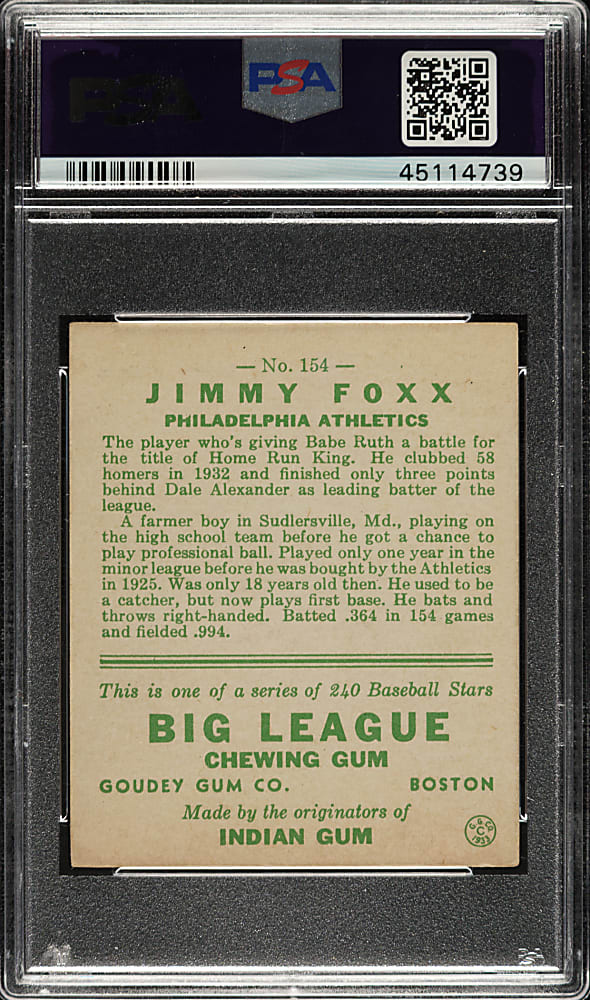 PSA
PSA
45114739
— No. 154 —
JIMMY FOXX
PHILADELPHIA ATHLETICS
The player who's giving Babe Ruth a battle for
the title of Home Run King. He clubbed 58
homers in 1932 and finished only three points
behind Dale Alexander as leading batter of the
league.
A farmer boy in Sudlersville, Md., playing on
the high school team before he got a chance to
play professional ball. Played only one year in the
minor league before he was bought by the Athletics
in 1925. Was only 18 years old then. He used to be
a catcher, but now plays first base. He bats and
throws right-handed. Batted .364 in 154 games
and fielded .994.
This is one of a series of 240 Baseball Stars
BIG LEAGUE
CHEWING GUM
GOUDEY GUM CO. BOSTON
Made by the originators of
INDIAN GUM
G.G.CO.
C
1933
PSA